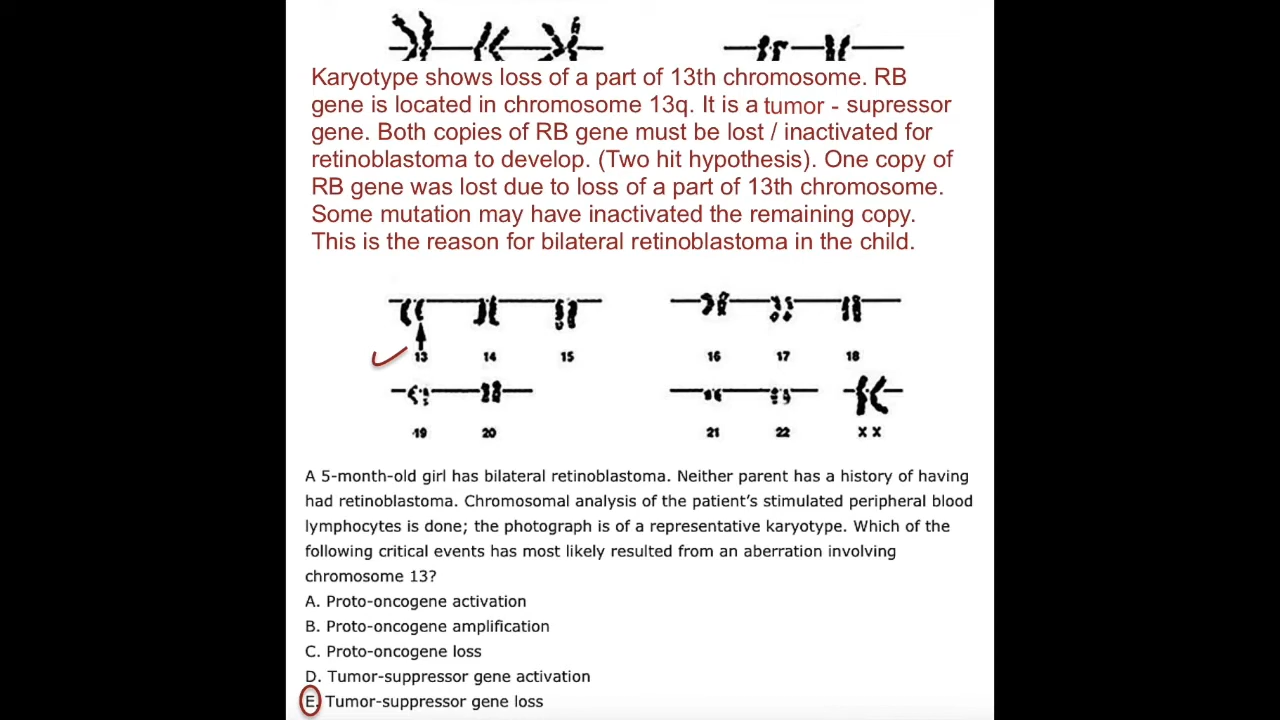 Karyotype shows loss of a part of 13th chromosome. RB
gene is located in chromosome 13q. It is a tumor - supressor
gene. Both copies of RB gene must be lost / inactivated for
retinoblastoma to develop. (Two hit hypothesis). One copy of
RB gene was lost due to loss of a part of 13th chromosome.
Some mutation may have inactivated the remaining copy.
This is the reason for bilateral retinoblastoma in the child.
13 14 15 16 17 18
19 20 21 22 X X
A 5-month-old girl has bilateral retinoblastoma. Neither parent has a history of having
had retinoblastoma. Chromosomal analysis of the patient's stimulated peripheral blood
lymphocytes is done; the photograph is of a representative karyotype. Which of the
following critical events has most likely resulted from an aberration involving
chromosome 13?
A. Proto-oncogene activation
B. Proto-oncogene amplification
C. Proto-oncogene loss
D. Tumor-suppressor gene activation
E. Tumor-suppressor gene loss